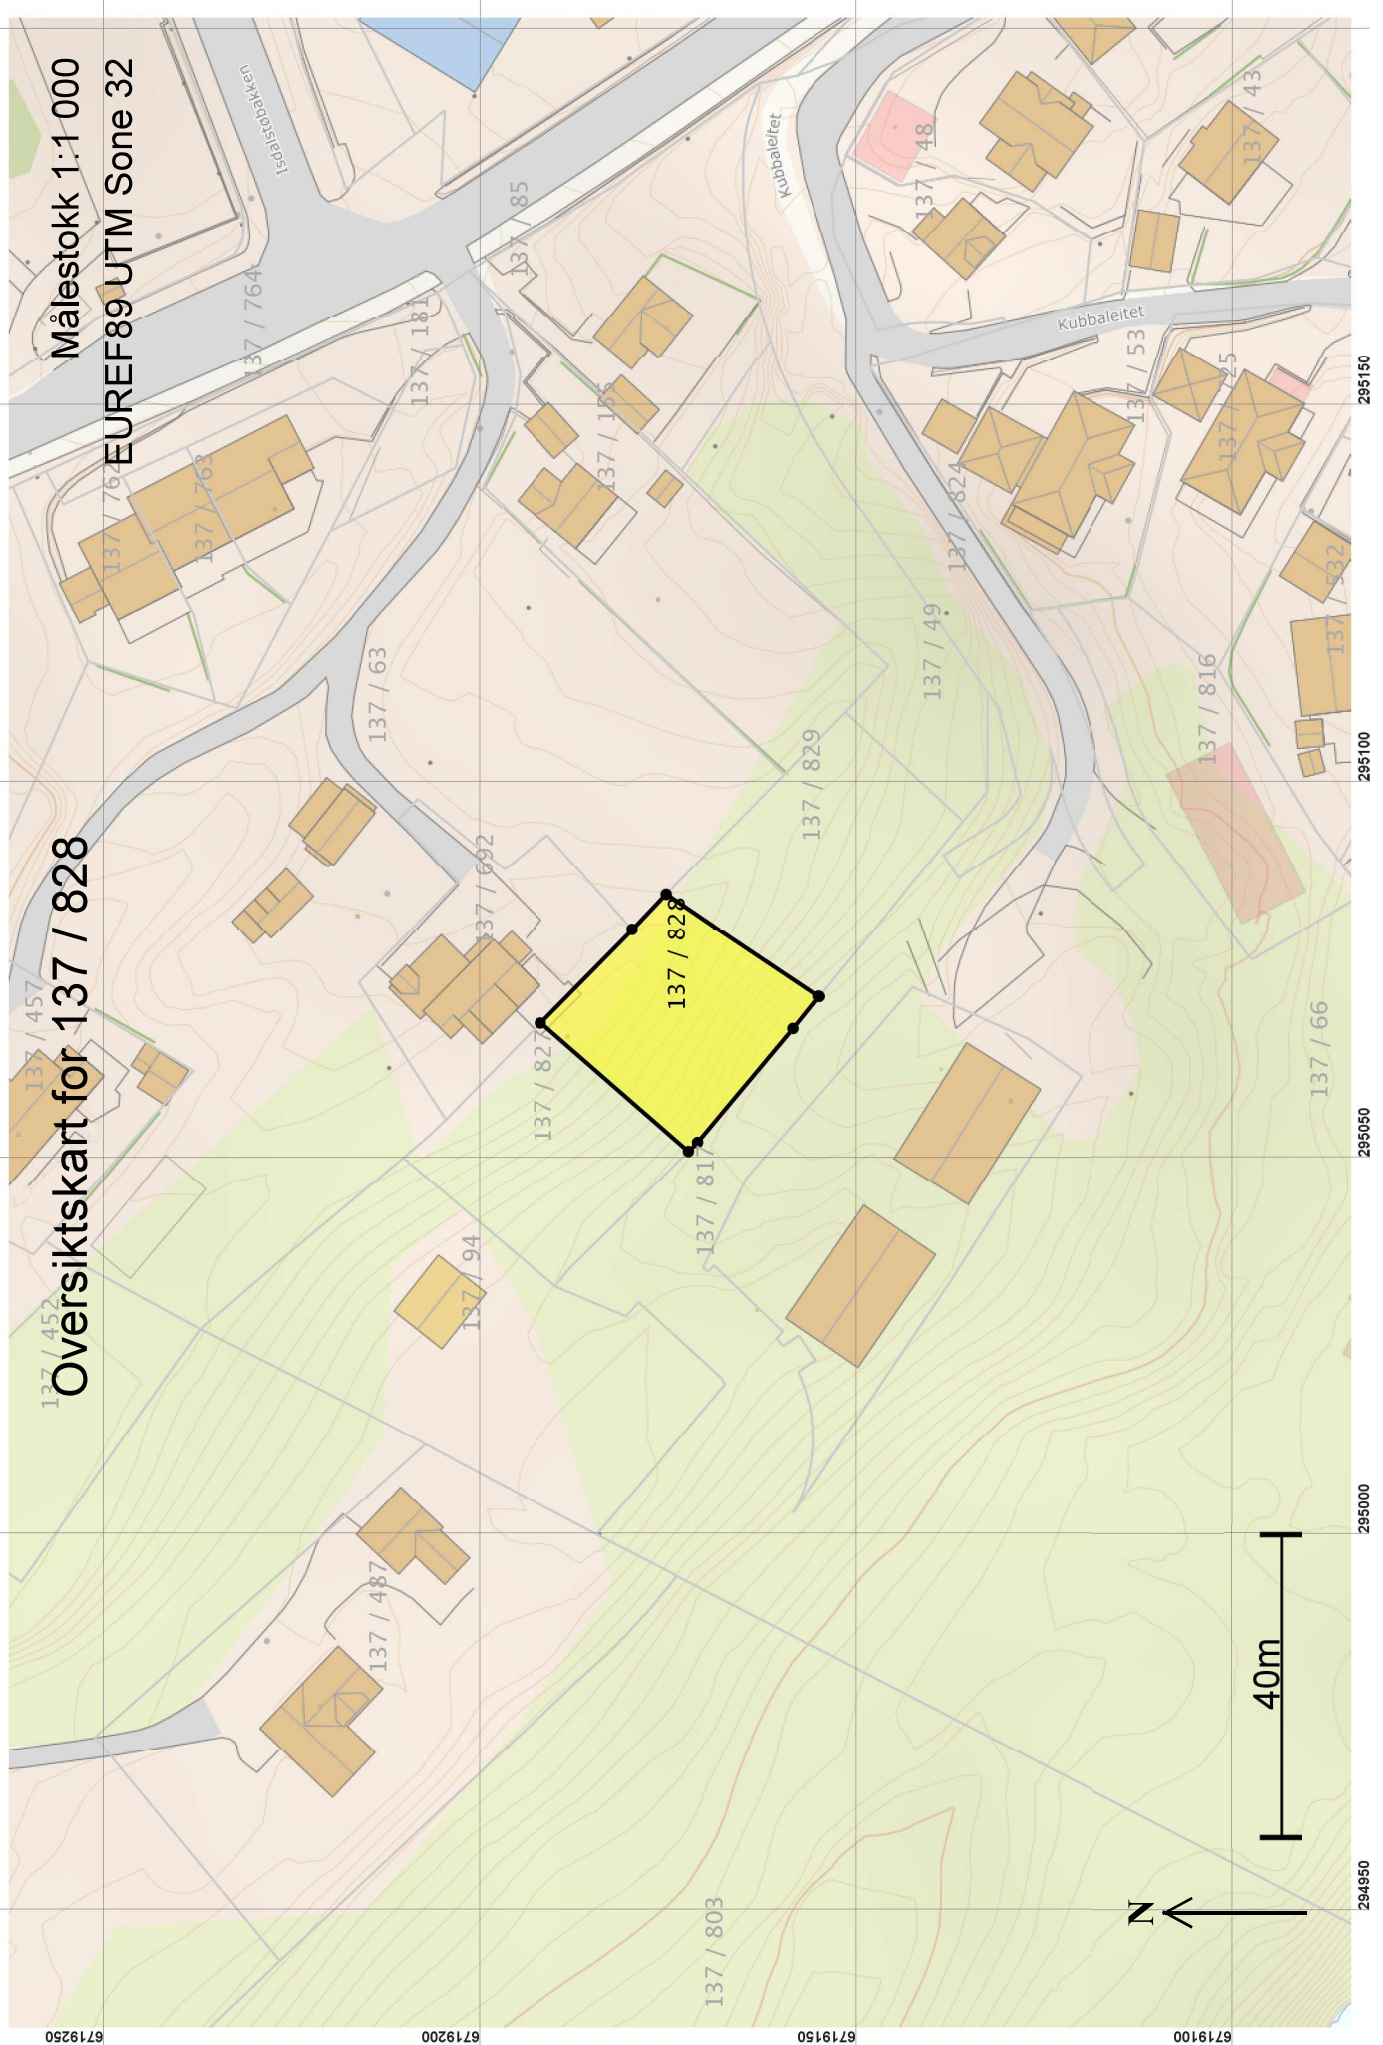 Oversiktskart for 137 / 828
Målestokk 1:1 000
EUREF89 UTM Sone 32
137 / 452
137 / 457
137 / 762
137 / 763
137 / 764
Isdalstøbakken
137 / 487
137 / 94
137 / 692
137 / 63
137 / 181
137 / 85
137 / 827
137 / 155
137 / 828
137 / 803
137 / 817
137 / 829
Kubbaleitet
137 / 49
137 / 824
137 / 48
Kubbaleitet
137 / 53
137 / 816
137 / 43
137 / 66
137
532
N
40m
6719250
6719200
6719150
6719100
294950
295000
295050
295100
295150